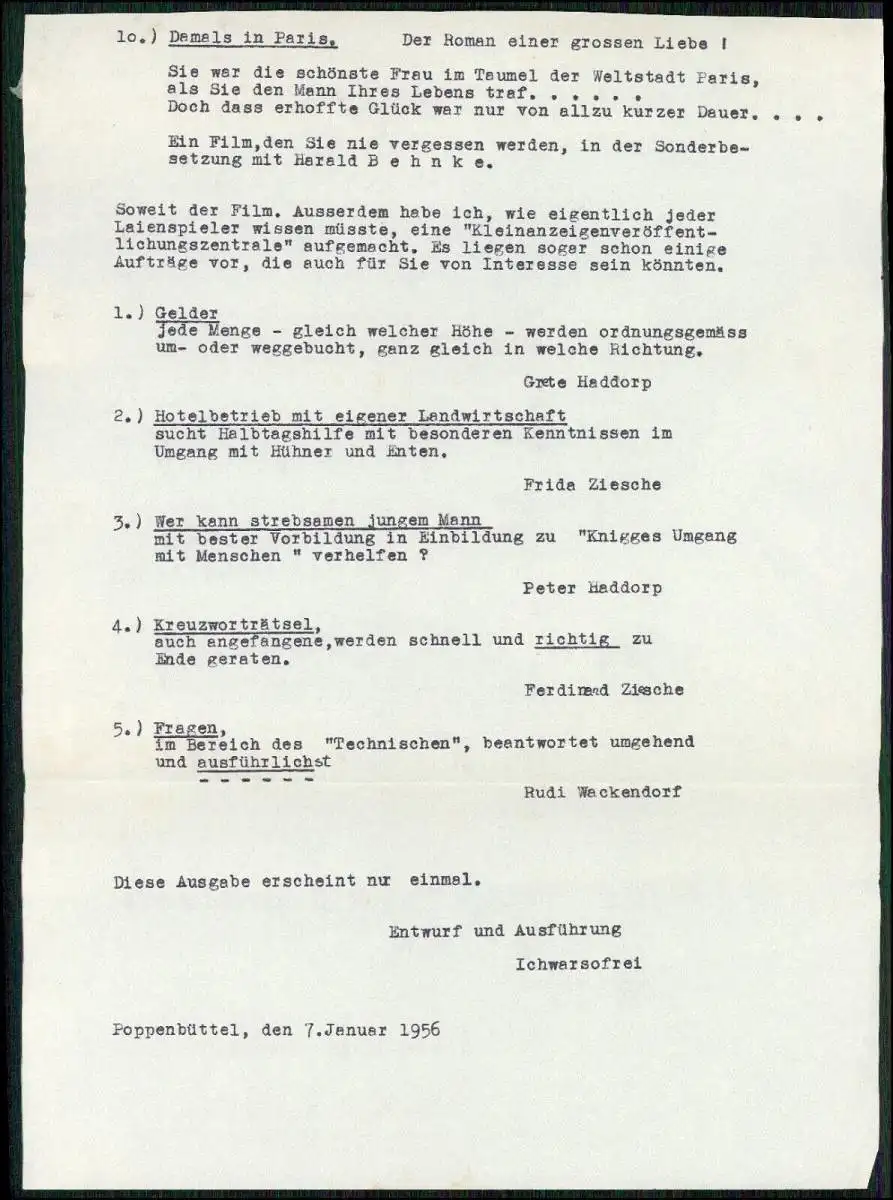 lo.) Damals in Paris. Der Roman einer grossen Liebe !
Sie war die schönste Frau im Taumel der Weltstadt Paris,
als Sie den Mann Ihres Lebens traf. . . . . .
Doch dass erhoffte Glück war nur von allzu kurzer Dauer. . . .
Ein Film,den Sie nie vergessen werden, in der Sonderbe-
setzung mit Harald B e h n k e.
Soweit der Film. Ausserdem habe ich, wie eigentlich jeder
Laienspieler wissen müsste, eine "Kleinanzeigenveröffent-
lichungszentrale" aufgemacht. Es liegen sogar schon einige
Aufträge vor, die auch für Sie von Interesse sein könnten.
1.) Gelder
jede Menge - gleich welcher Höhe - werden ordnungsgemäss
um- oder weggebucht, ganz gleich in welche Richtung.
Grete Haddorp
2.) Hotelbetrieb mit eigener Landwirtschaft
sucht Halbtagshilfe mit besonderen Kenntnissen im
Umgang mit Hühner und Enten.
Frida Ziesche
3.) Wer kann strebsamen jungem Mann
mit bester Vorbildung in Einbildung zu "Knigges Umgang
mit Menschen " verhelfen ?
Peter Haddorp
4.) Kreuzworträtsel,
auch angefangene,werden schnell und richtig zu
Ende geraten.
Ferdinand Ziesche
5.) Fragen,
im Bereich des "Technischen", beantwortet umgehend
und ausführlichst
- - - - - -
Rudi Wackendorf
Diese Ausgabe erscheint nur einmal.
Entwurf und Ausführung
Ichwarsofrei
Poppenbüttel, den 7.Januar 1956